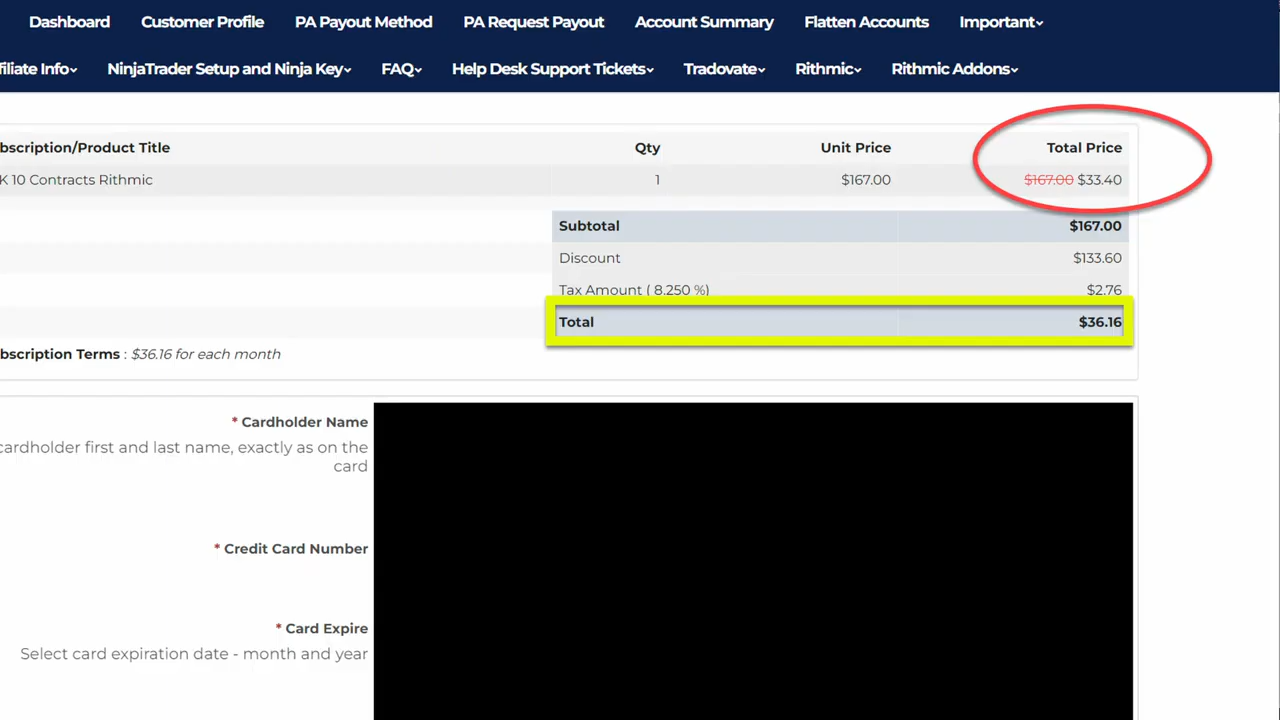 Dashboard Customer Profile PA Payout Method PA Request Payout Account Summary Flatten Accounts Important
filiate Info NinjaTrader Setup and Ninja Key FAQ Help Desk Support Tickets Tradovate Rithmic Rithmic Addons
bscription/Product Title Qty Unit Price Total Price
K 10 Contracts Rithmic 1 $167.00 $167.00 $33.40
Subtotal $167.00
Discount $133.60
Tax Amount ( 8.250 %) $2.76
Total $36.16
bscription Terms : $36.16 for each month
* Cardholder Name
cardholder first and last name, exactly as on the
card
* Credit Card Number
* Card Expire
Select card expiration date - month and year